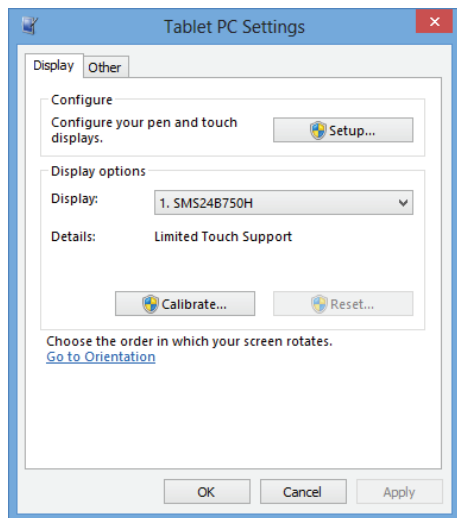 Tablet PC Settings
Display
Other
Configure
Configure your pen and touch
displays.
Setup...
Display options
Display:
1. SMS24B750H
Details:
Limited Touch Support
Calibrate...
Reset...
Choose the order in which your screen rotates.
Go to Orientation
OK
Cancel
Apply